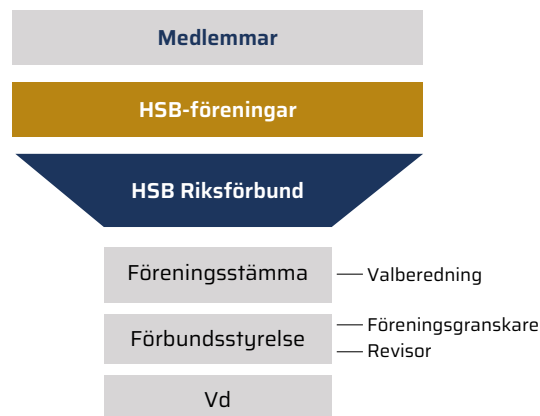 Medlemmar
HSB-föreningar
HSB Riksförbund
Föreningsstämma
Valberedning
Förbundsstyrelse
Föreningsgranskare
Revisor
Vd